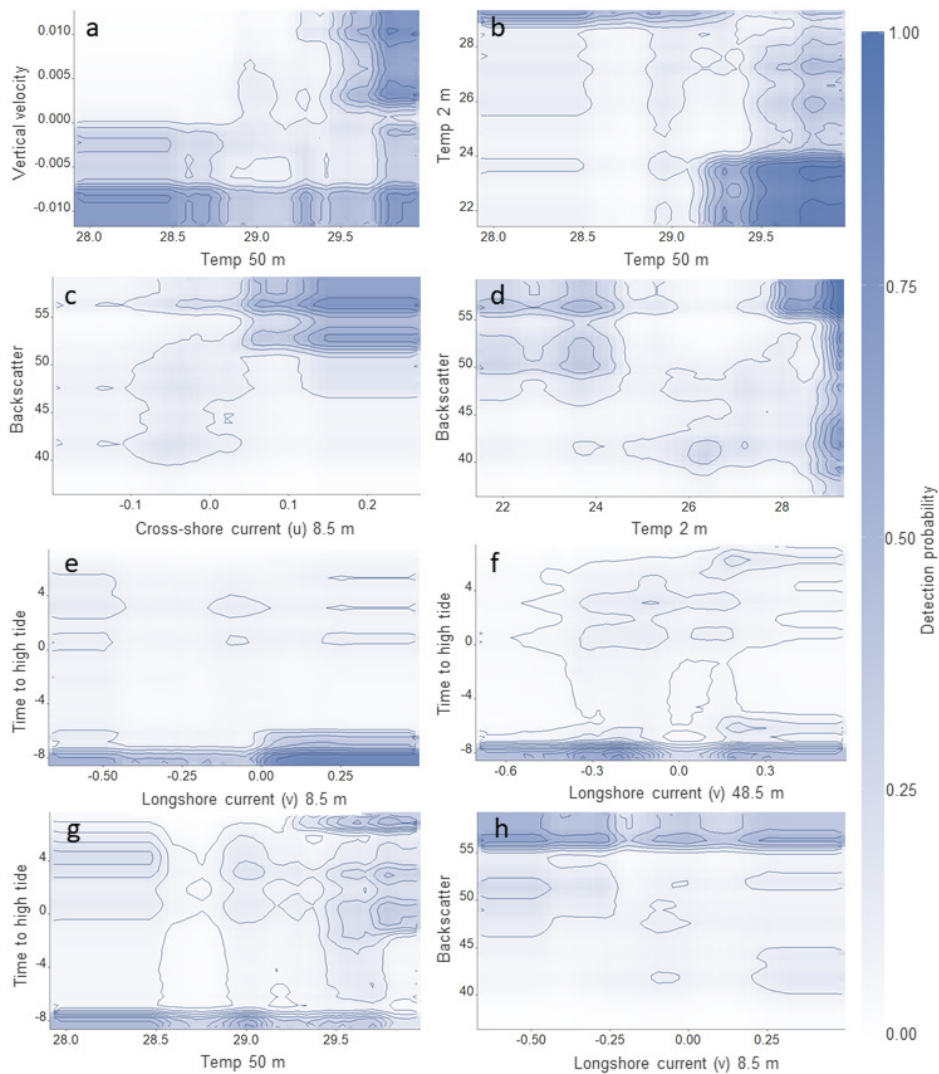 a
Vertical velocity
0.010
0.005
0.000
-0.005
-0.010
28.0
28.6
29.0
29.5
Temp 50 m
b
Temp 2 m
28
26
24
22
28.0
28.5
29.0
29.5
Temp 50 m
c
Backscatter
55
50
45
40
-0.1
0.0
0.1
0.2
Cross-shore current (u) 8.5 m
d
Backscatter
55
50
45
40
22
24
26
28
Temp 2 m
e
Time to high tide
4
0
-4
-8
-0.50
-0.25
0.00
0.25
Longshore current (v) 8.5 m
f
Time to high tide
4
0
-4
-8
-0.6
-0.3
0.0
0.3
Longshore current (v) 48.5 m
g
Time to high tide
4
0
-4
-8
28.0
28.5
29.0
29.5
Temp 50 m
h
Backscatter
55
50
45
40
-0.50
-0.25
0.00
0.25
Longshore current (v) 8.5 m
1.00
0.75
0.50
0.25
0.00
Detection probability